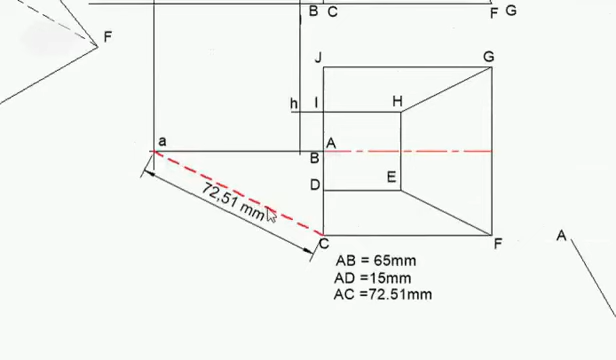 B C F G
F
J G
h I H
a A
B
D E
72,51 mm
C F
A
AB = 65mm
AD =15mm
AC =72.51mm